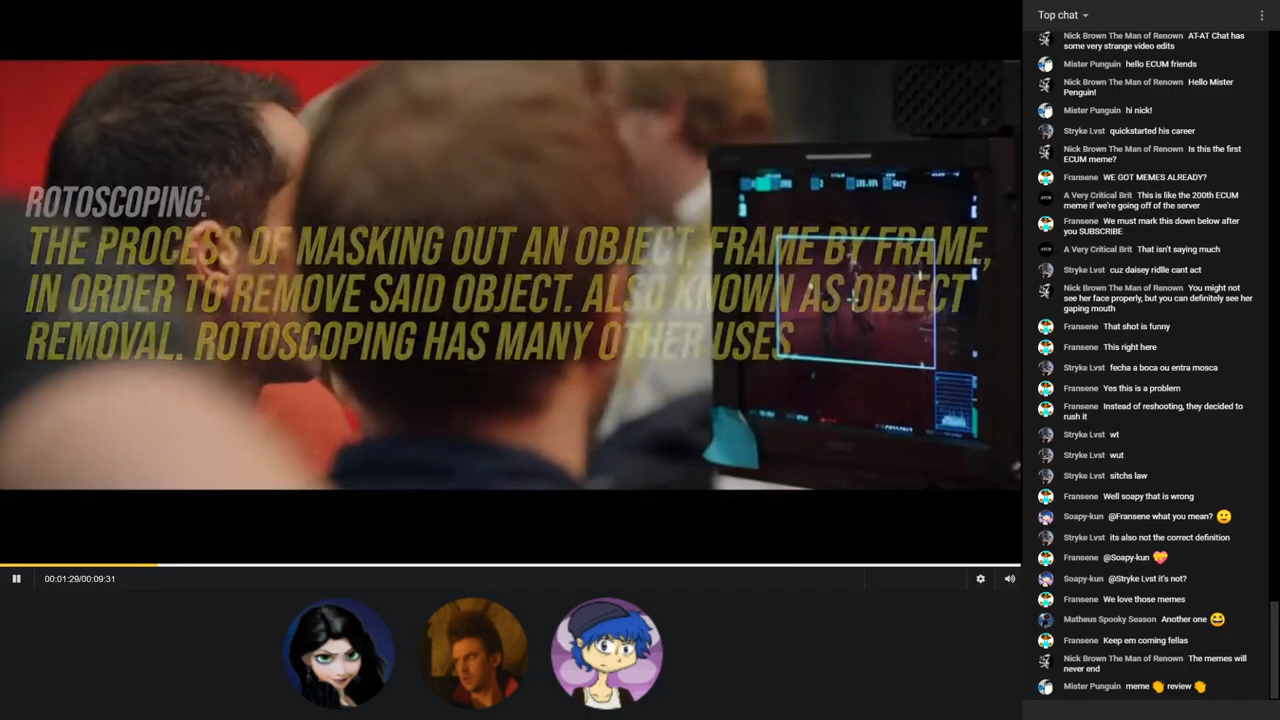 ROTOSCOPING:
THE PROCESS OF MASKING OUT AN OBJECT, FRAME BY FRAME,
IN ORDER TO REMOVE SAID OBJECT. ALSO KNOWN AS OBJECT
REMOVAL. ROTOSCOPING HAS MANY OTHER USES.
00:01:29/00:09:31
Top chat
Nick Brown The Man of Renown AT-AT Chat has
some very strange video edits
Mister Punguin hello ECUM friends
Nick Brown The Man of Renown Hello Mister
Penguin!
Mister Punguin hi nick!
Stryke Lvst quickstarted his career
Nick Brown The Man of Renown Is this the first
ECUM meme?
Fransene WE GOT MEMES ALREADY?
A Very Critical Brit This is like the 200th ECUM
meme if we're going off of the server
Fransene We must mark this down below after
you SUBSCRIBE
A Very Critical Brit That isn't saying much
Stryke Lvst cuz daisey ridlle cant act
Nick Brown The Man of Renown You might not
see her face properly, but you can definitely see her
gaping mouth
Fransene That shot is funny
Fransene This right here
Stryke Lvst fecha a boca ou entra mosca
Fransene Yes this is a problem
Fransene Instead of reshooting, they decided to
rush it
Stryke Lvst wt
Stryke Lvst wut
Stryke Lvst sitchs law
Fransene Well soapy that is wrong
Soapy-kun @Fransene what you mean? 🙂
Stryke Lvst its also not the correct definition
Fransene @Soapy-kun 💝
Soapy-kun @Stryke Lvst it's not?
Fransene We love those memes
Matheus Spooky Season Another one 😆
Fransene Keep em coming fellas
Nick Brown The Man of Renown The memes will
never end
Mister Punguin meme 👏 review 👏